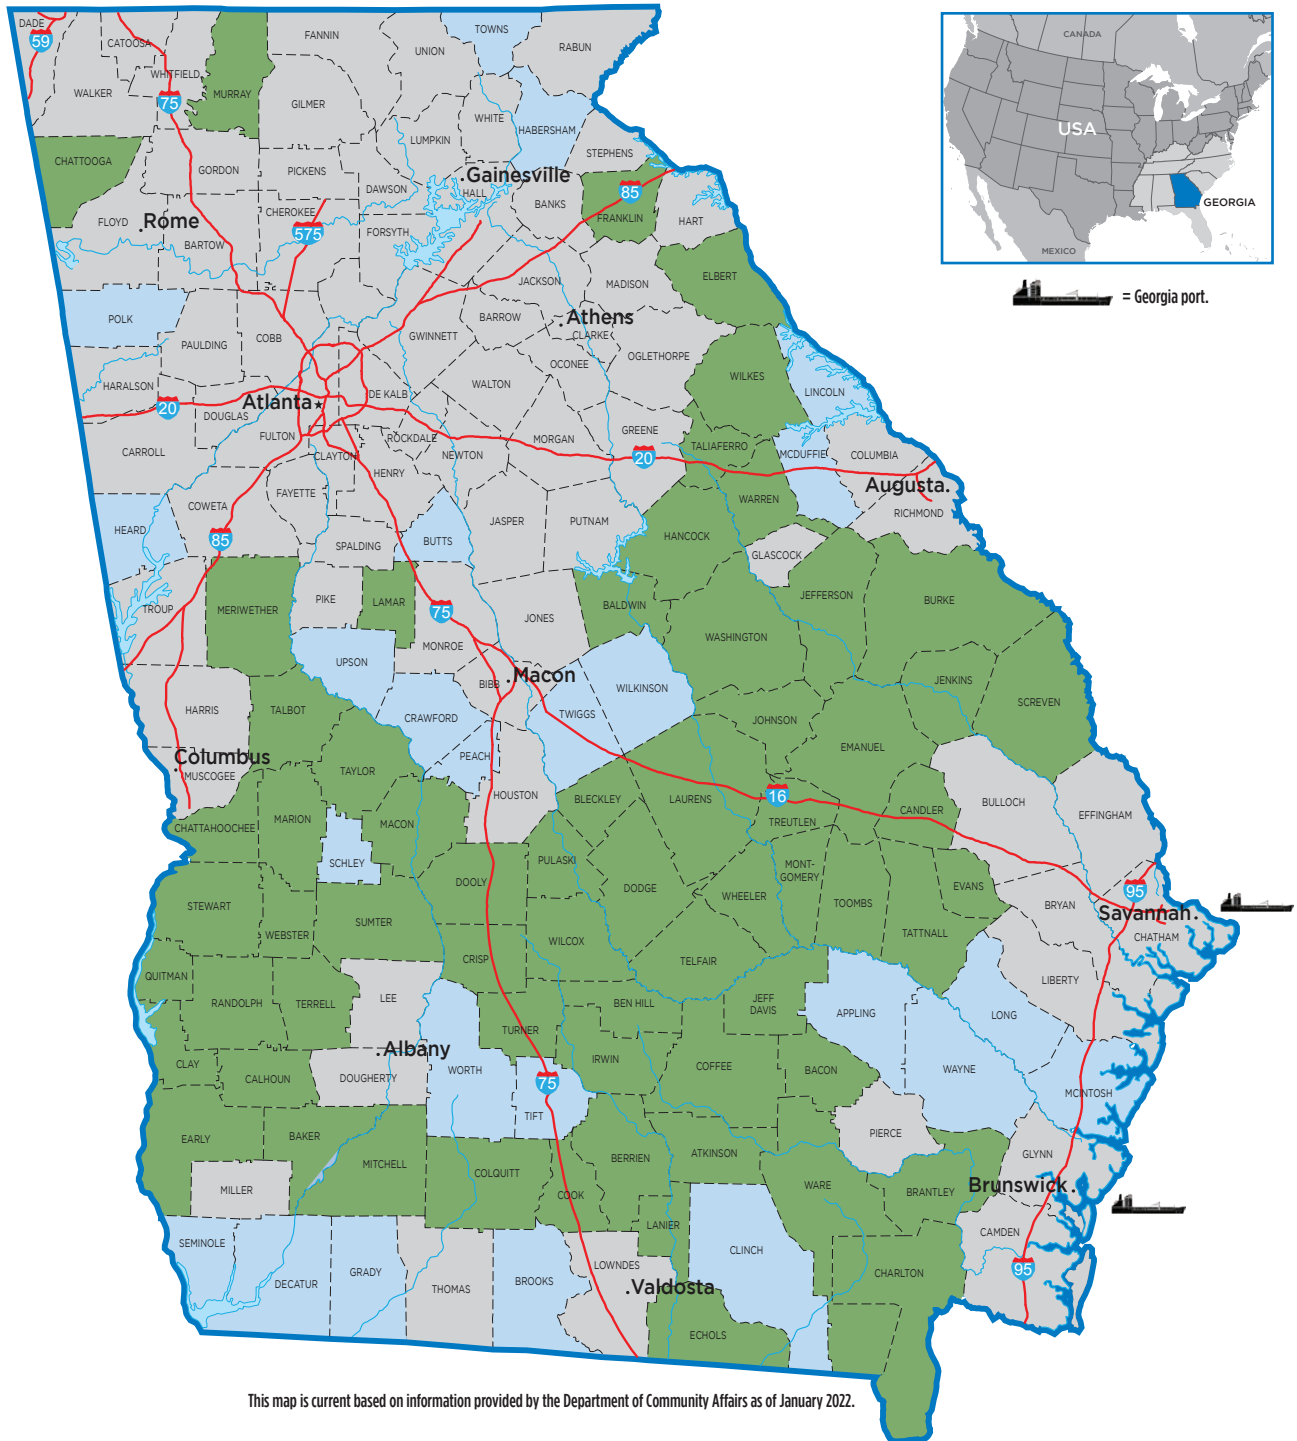 DADE
59
CATOOSA
FANNIN
UNION
TOWNS
RABUN
WALKER
WHITFIELD
75
MURRAY
GILMER
WHITE
HABERSHAM
LUMPKIN
STEPHENS
CHATTOOGA
GORDON
PICKENS
DAWSON
Gainesville
HALL
BANKS
85
FRANKLIN
HART
FLOYD
Rome
CHEROKEE
575
FORSYTH
BARTOW
ELBERT
JACKSON
MADISON
POLK
PAULDING
COBB
GWINNETT
BARROW
Athens
CLARKE
OCONEE
OGLETHORPE
WILKES
LINCOLN
HARALSON
20
DOUGLAS
Atlanta
DE KALB
WALTON
CARROLL
FULTON
CLAYTON
ROCKDALE
NEWTON
MORGAN
GREENE
20
TALIAFERRO
MCDUFFIE
COLUMBIA
HENRY
Augusta
RICHMOND
HEARD
COWETA
85
FAYETTE
SPALDING
BUTTS
JASPER
PUTNAM
HANCOCK
WARREN
GLASCOCK
TROUP
MERIWETHER
PIKE
LAMAR
75
MONROE
JONES
BALDWIN
WASHINGTON
JEFFERSON
BURKE
UPSON
BIBB
Macon
WILKINSON
TWIGGS
JENKINS
SCREVEN
HARRIS
TALBOT
CRAWFORD
PEACH
JOHNSON
EMANUEL
Columbus
MUSCOGEE
TAYLOR
HOUSTON
BLECKLEY
LAURENS
16
TREUTLEN
CANDLER
BULLOCH
EFFINGHAM
CHATTAHOOCHEE
MARION
MACON
SCHLEY
DOOLY
PULASKI
DODGE
WHEELER
MONT-
GOMERY
TOOMBS
EVANS
TATTNALL
BRYAN
95
Savannah
CHATHAM
STEWART
WEBSTER
SUMTER
CRISP
WILCOX
TELFAIR
LIBERTY
QUITMAN
RANDOLPH
TERRELL
LEE
TURNER
BEN HILL
JEFF
DAVIS
APPLING
LONG
CLAY
CALHOUN
Albany
DOUGHERTY
WORTH
75
TIFT
IRWIN
COFFEE
BACON
WAYNE
MCINTOSH
EARLY
BAKER
MITCHELL
COLQUITT
BERRIEN
ATKINSON
PIERCE
GLYNN
MILLER
COOK
WARE
BRANTLEY
Brunswick
LANIER
CAMDEN
SEMINOLE
DECATUR
GRADY
THOMAS
BROOKS
LOWNDES
Valdosta
CLINCH
CHARLTON
95
ECHOLS
CANADA
USA
GEORGIA
MEXICO
= Georgia port.
This map is current based on information provided by the Department of Community Affairs as of January 2022.